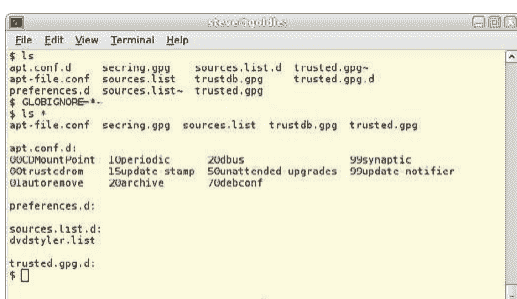 steve@goldies
File Edit View Terminal Help
$ ls
apt.conf.d secring.gpg sources.list.d trusted.gpg~
apt-file.conf sources.list trustdb.gpg trusted.gpg.d
preferences.d sources.list~ trusted.gpg
$ GLOBIGNORE=*~
$ ls *
apt-file.conf secring.gpg sources.list trustdb.gpg trusted.gpg
apt.conf.d:
00CDMountPoint 10periodic 20dbus 99synaptic
00trustcdrom 15update-stamp 50unattended-upgrades 99update-notifier
01autoremove 20archive 70debconf
preferences.d:
sources.list.d:
dvdstyler.list
trusted.gpg.d:
$